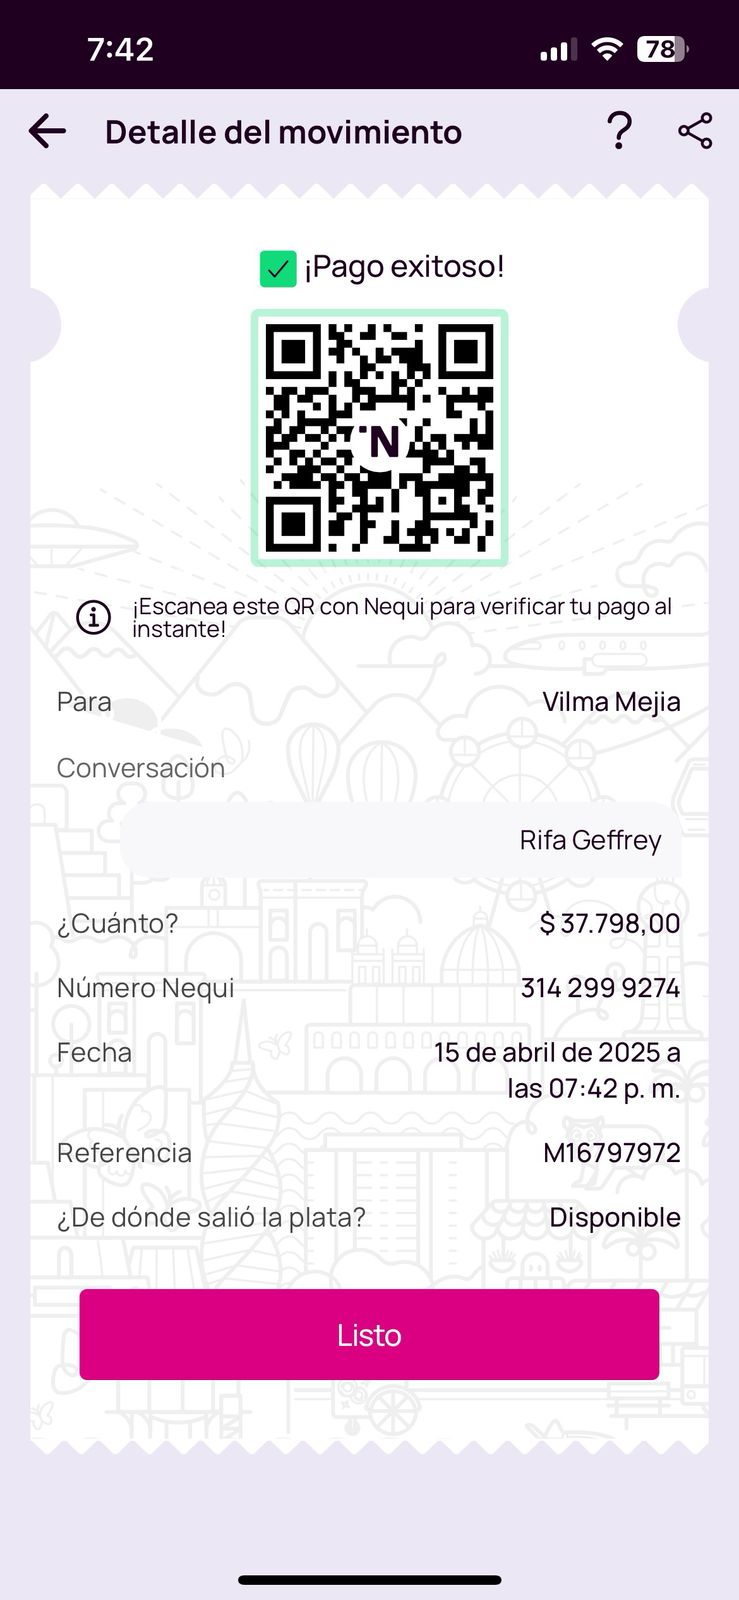 7:42
78
Detalle del movimiento
¡Pago exitoso!
N
¡Escanea este QR con Nequi para verificar tu pago al
instante!
Para Vilma Mejia
Conversación
Rifa Geffrey
¿Cuánto? $ 37.798,00
Número Nequi 314 299 9274
Fecha 15 de abril de 2025 a
las 07:42 p. m.
Referencia M16797972
¿De dónde salió la plata? Disponible
Listo